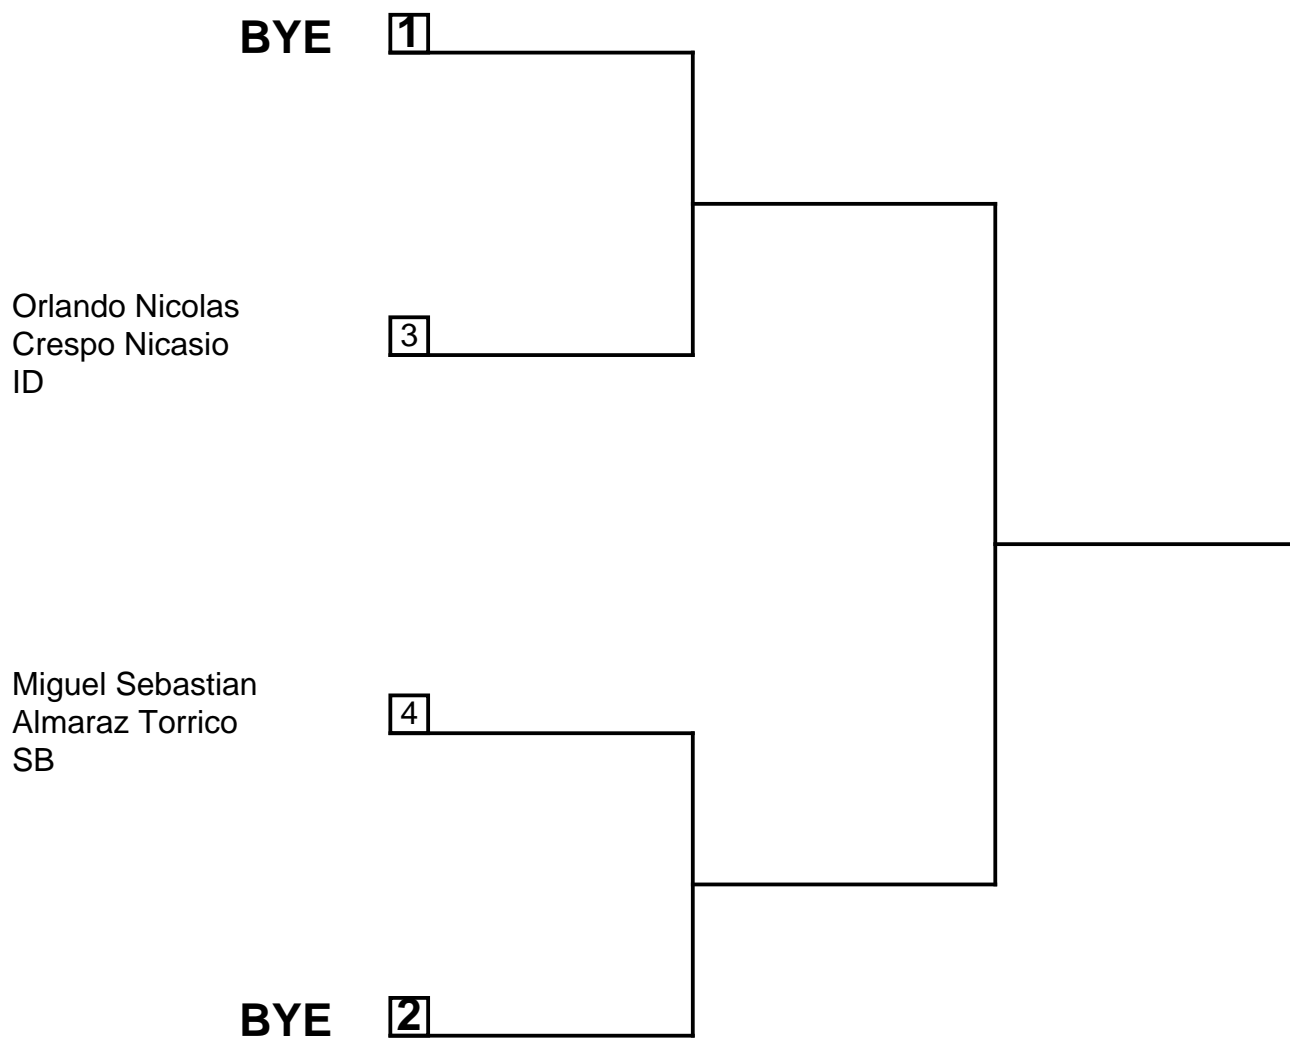 BYE 1
Orlando Nicolas
Crespo Nicasio
ID
3
Miguel Sebastian
Almaraz Torrico
SB
4
BYE 2